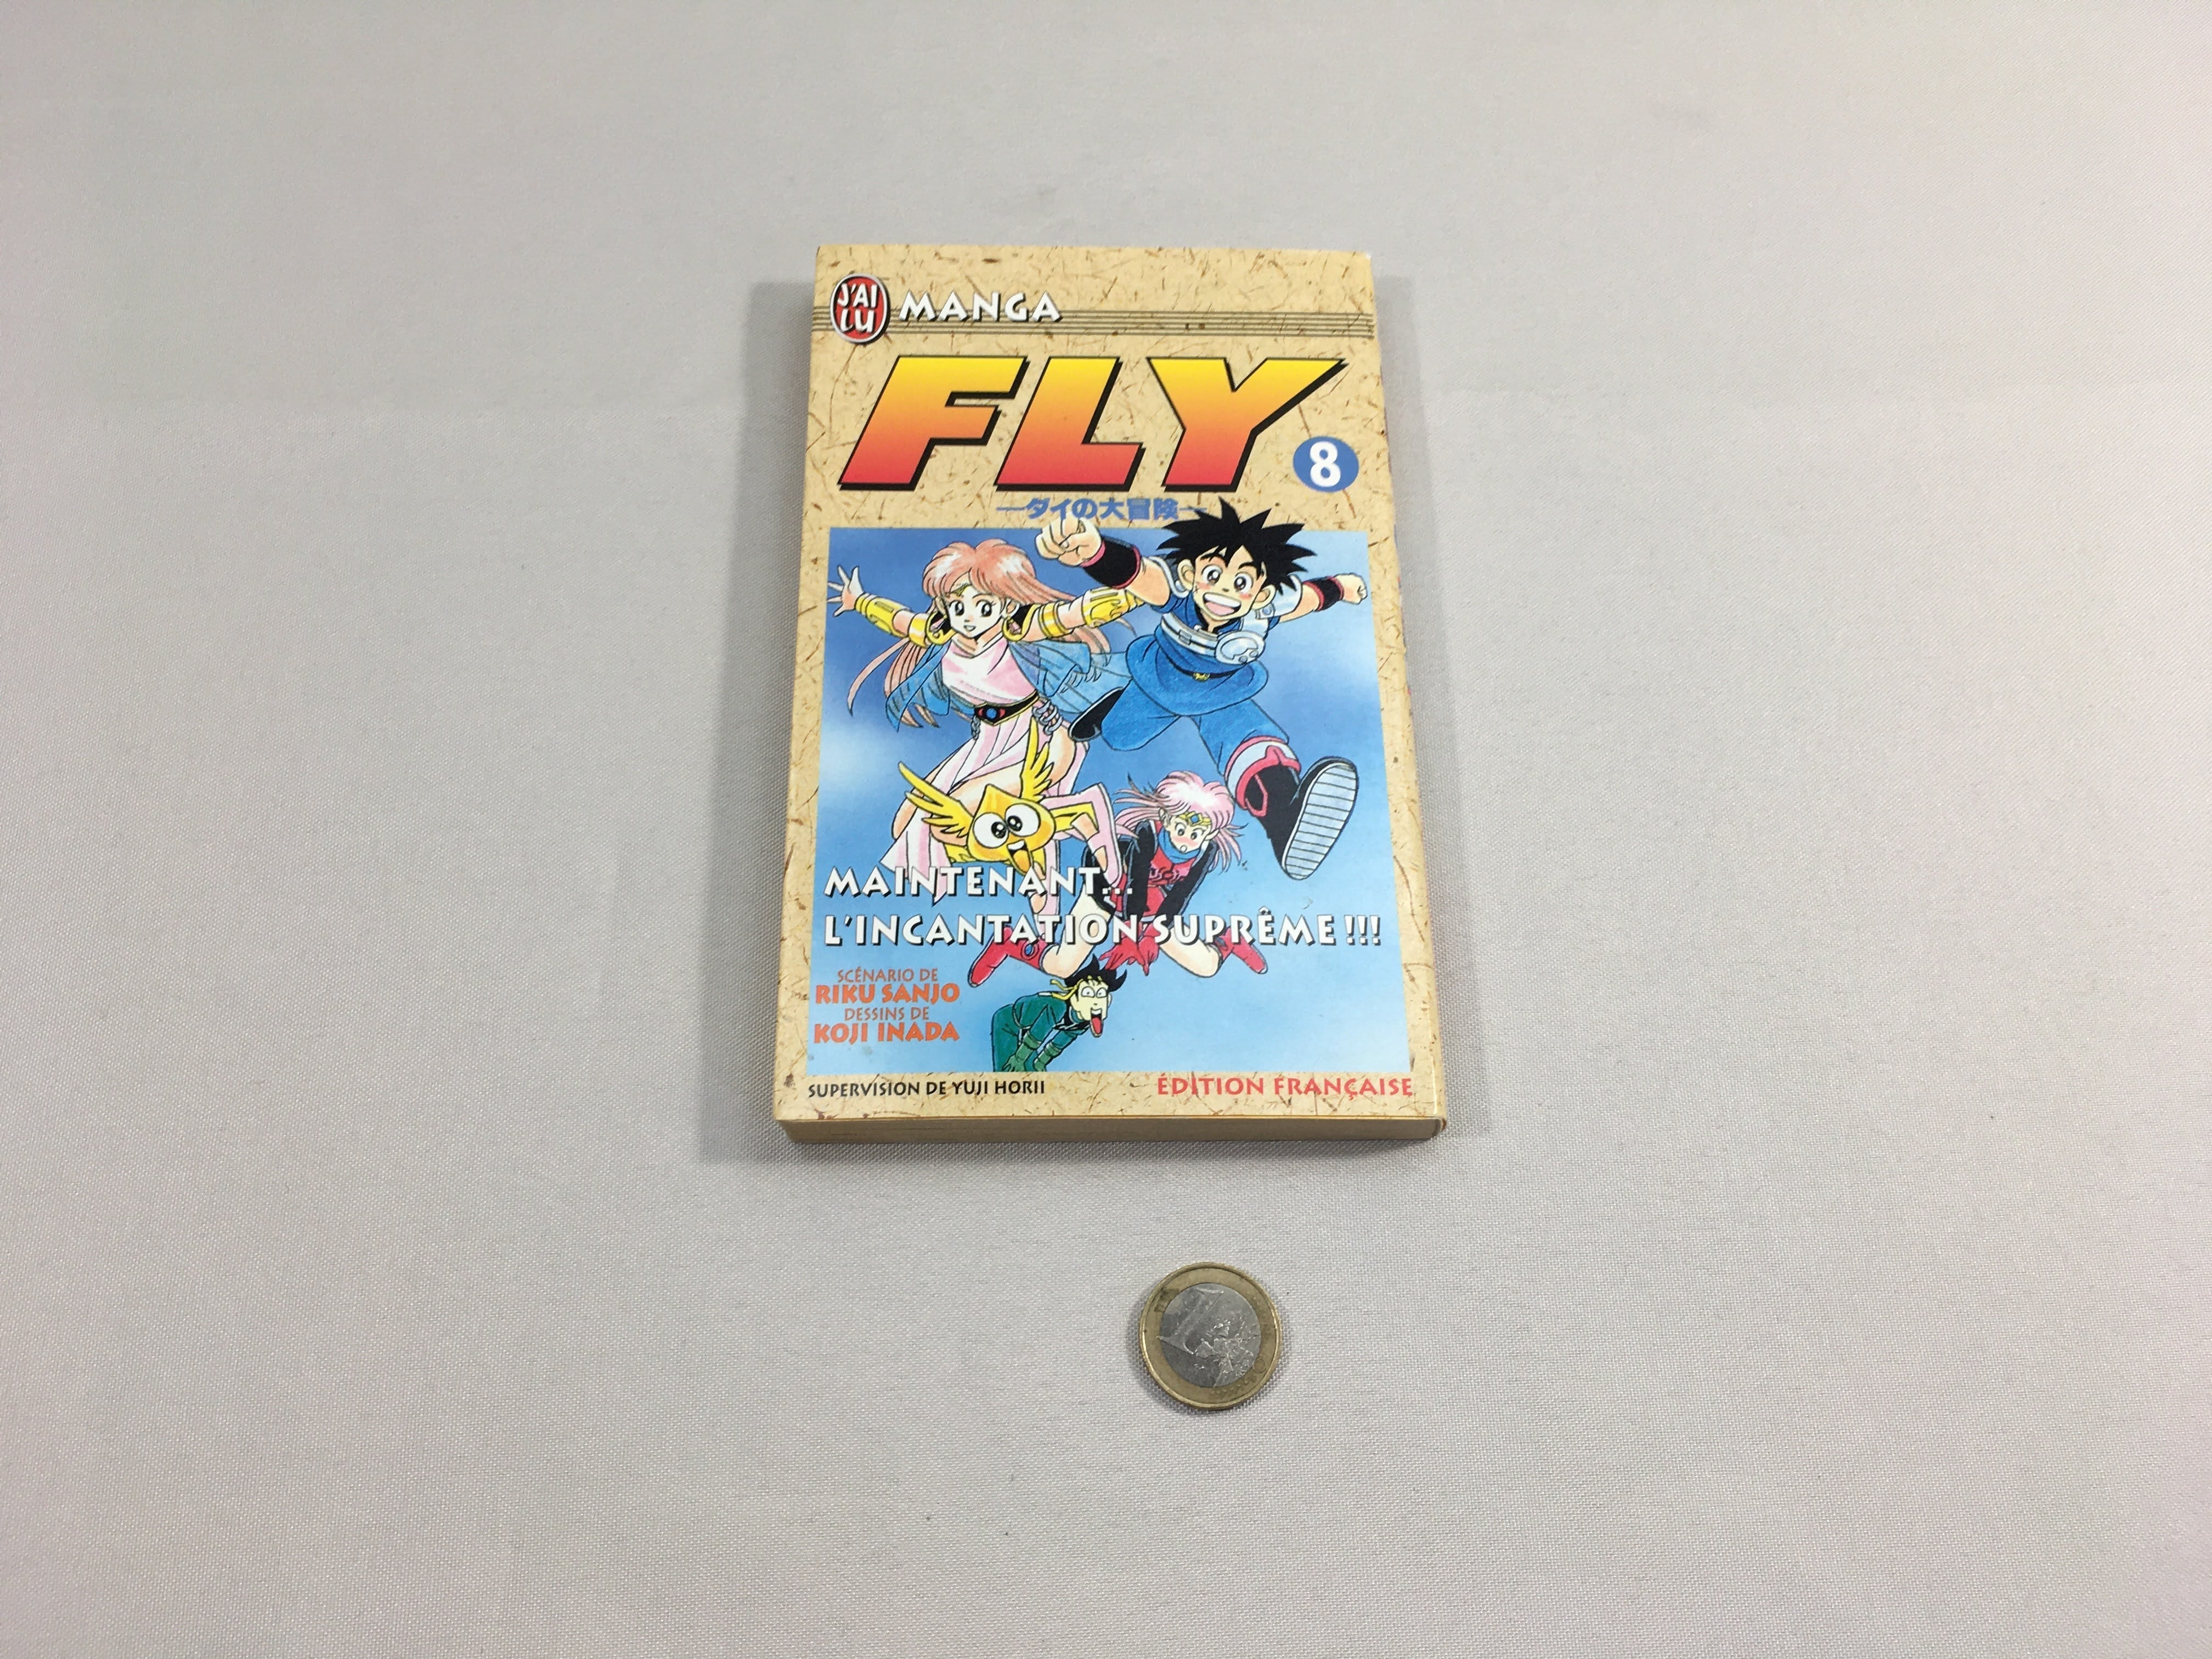 J'AI
LU
MANGA
FLY
8
—ダイの大冒険—
MAINTENANT...
L'INCANTATION SUPRÊME !!!
SCÉNARIO DE
RIKU SANJO
DESSINS DE
KOJI INADA
SUPERVISION DE YUJI HORII
ÉDITION FRANÇAISE
1